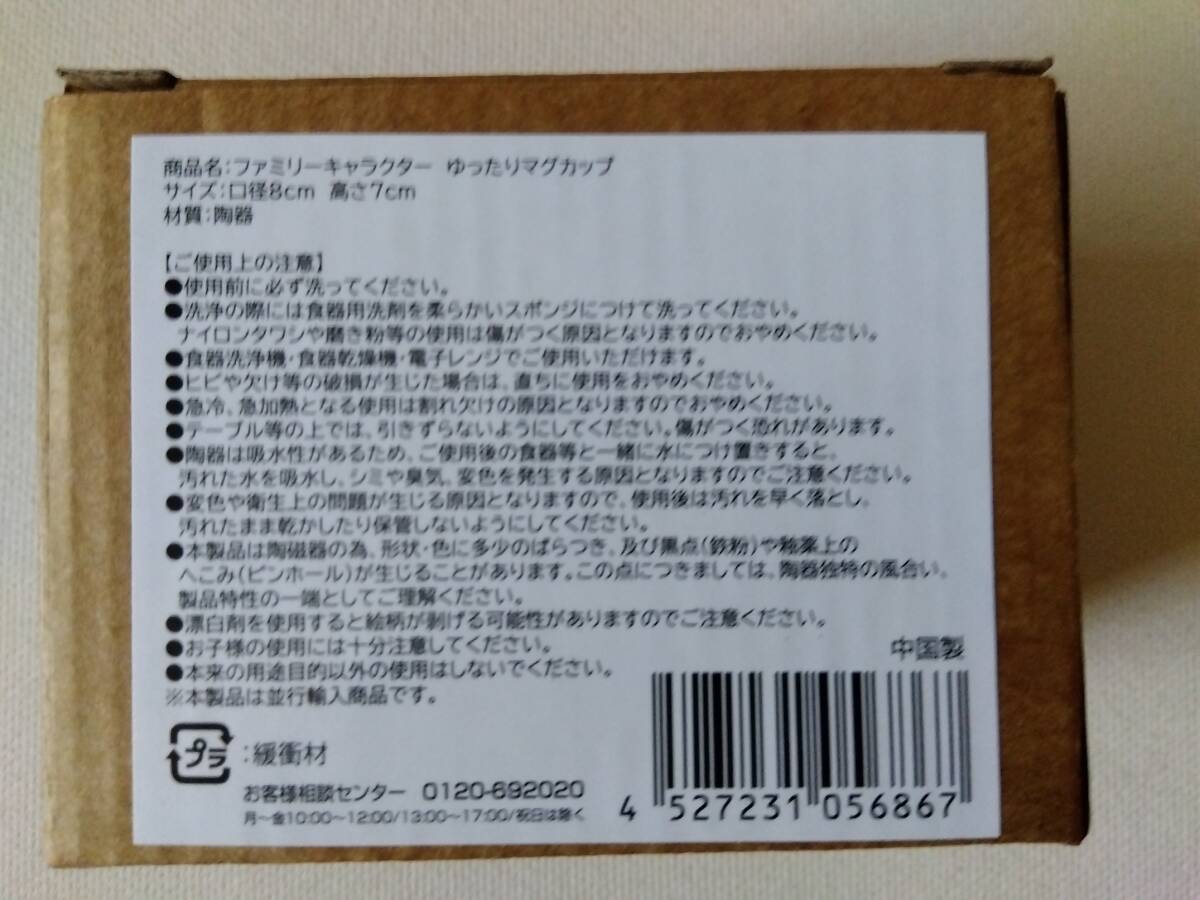 商品名:ファミリーキャラクター ゆったりマグカップ
サイズ:口径8cm 高さ7cm
材質:陶器
【ご使用上の注意】
●使用前に必ず洗ってください。
●洗浄の際には食器用洗剤を柔らかいスポンジにつけて洗ってください。
ナイロンタワシや磨き粉等の使用は傷がつく原因となりますのでおやめください。
●食器洗浄機・食器乾燥機・電子レンジでご使用いただけます。
●ヒビや欠け等の破損が生じた場合は、直ちに使用をおやめください。
●急冷、急加熱となる使用は割れ欠けの原因となりますのでおやめください。
●テーブル等の上では、引きずらないようにしてください。傷がつく恐れがあります。
●陶器は吸水性があるため、ご使用後の食器等と一緒に水につけ置きすると、
汚れた水を吸水し、シミや臭気、変色を発生する原因となりますのでご注意ください。
●変色や衛生上の問題が生じる原因となりますので、使用後は汚れを早く落とし、
汚れたまま乾かしたり保管しないようにしてください。
●本製品は陶磁器の為、形状・色に多少のばらつき、及び黒点(鉄粉)や釉薬上の
へこみ(ピンホール)が生じることがあります。この点につきましては、陶器独特の風合い、
製品特性の一端としてご理解ください。
●漂白剤を使用すると絵柄が剥げる可能性がありますのでご注意ください。
●お子様の使用には十分注意してください。
●本来の用途目的以外の使用はしないでください。
※本製品は並行輸入商品です。
中国製
プラ:緩衝材
お客様相談センター 0120-692020
月〜金10:00〜12:00/13:00〜17:00/祝日は除く
4 527231 056867